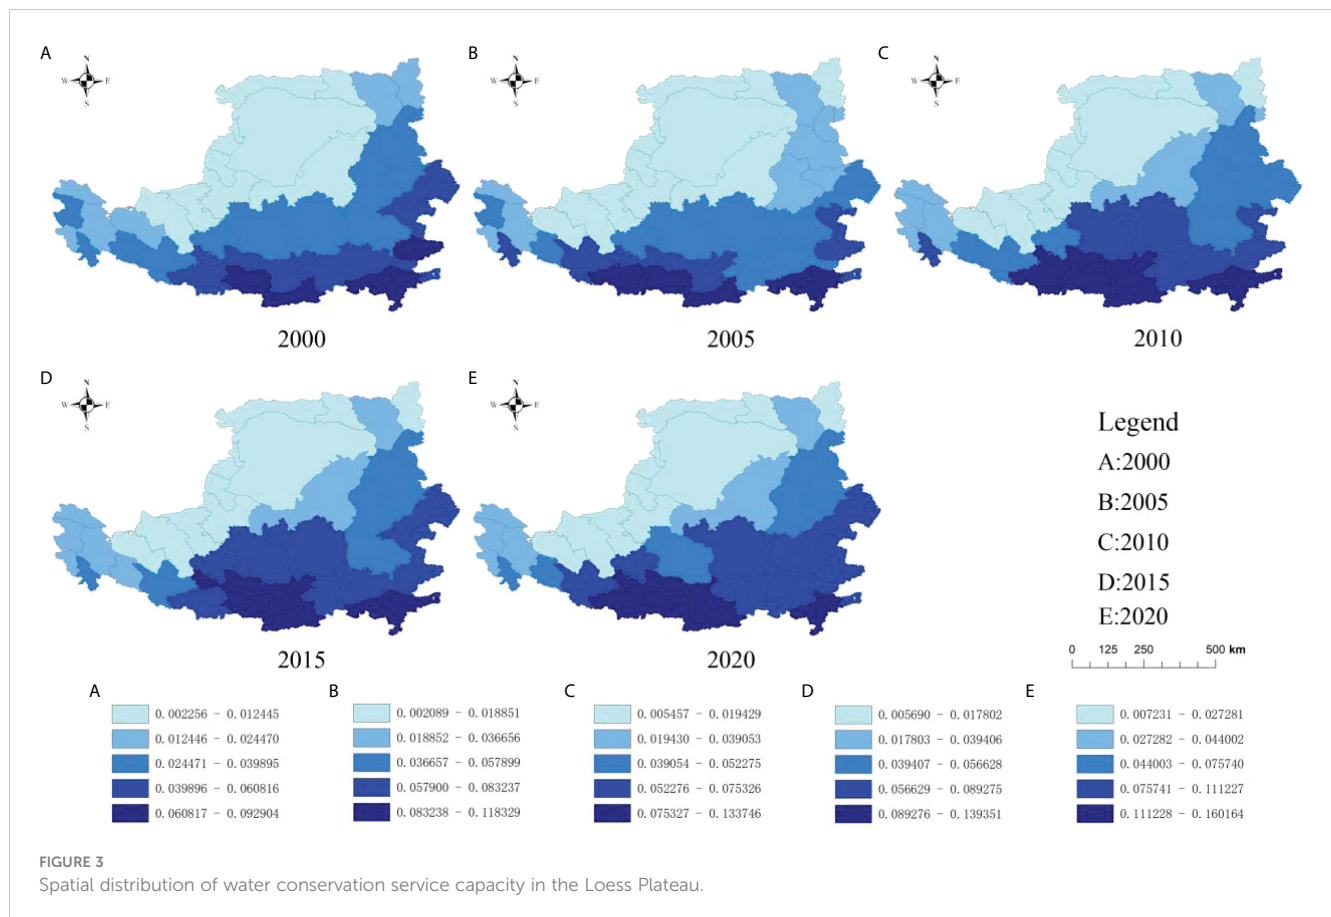 A
B
C
N
W
E
S
N
W
E
S
N
W
E
S
2000
2005
2010
D
E
N
W
E
S
N
W
E
S
2015
2020
Legend
A:2000
B:2005
C:2010
D:2015
E:2020
0 125 250 500 km
A
0.002256 - 0.012445
0.012446 - 0.024470
0.024471 - 0.039895
0.039896 - 0.060816
0.060817 - 0.092904
B
0.002089 - 0.018851
0.018852 - 0.036656
0.036657 - 0.057899
0.057900 - 0.083237
0.083238 - 0.118329
C
0.005457 - 0.019429
0.019430 - 0.039053
0.039054 - 0.052275
0.052276 - 0.075326
0.075327 - 0.133746
D
0.005690 - 0.017802
0.017803 - 0.039406
0.039407 - 0.056628
0.056629 - 0.089275
0.089276 - 0.139351
E
0.007231 - 0.027281
0.027282 - 0.044002
0.044003 - 0.075740
0.075741 - 0.111227
0.111228 - 0.160164
FIGURE 3
Spatial distribution of water conservation service capacity in the Loess Plateau.